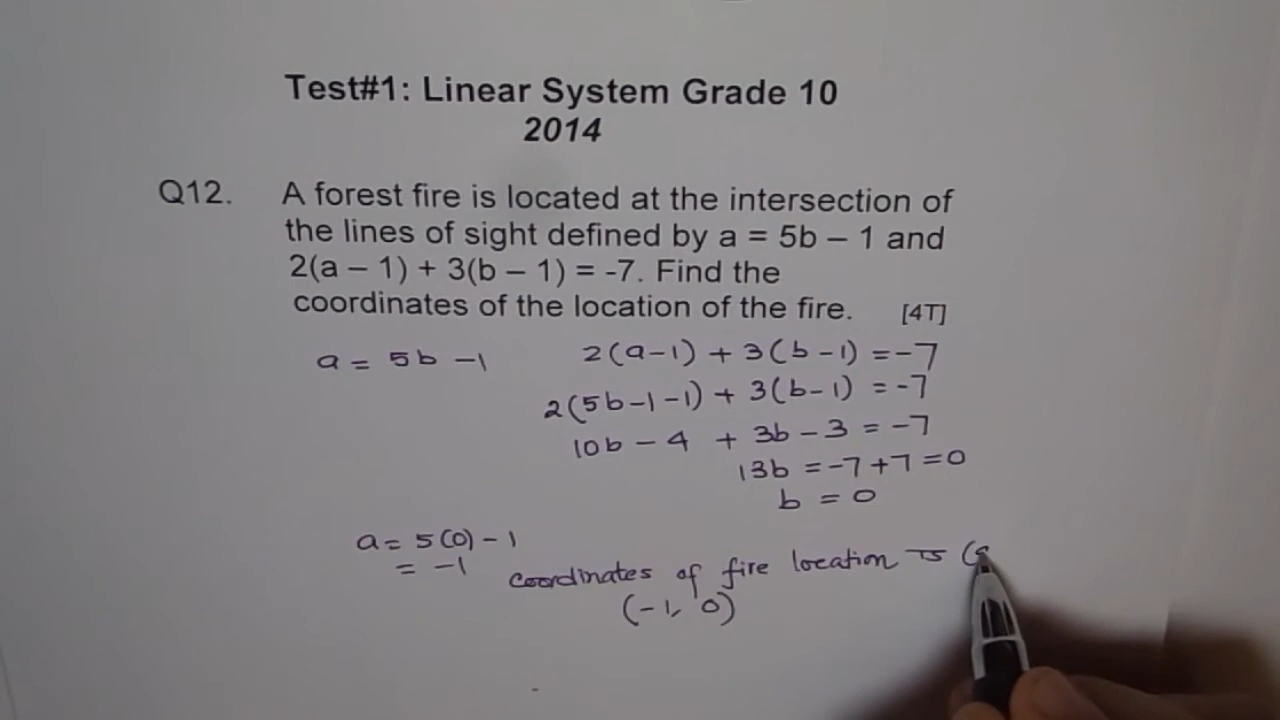 Test#1: Linear System Grade 10
2014
Q12. A forest fire is located at the intersection of
the lines of sight defined by a = 5b – 1 and
2(a – 1) + 3(b – 1) = -7. Find the
coordinates of the location of the fire. [4T]
a = 5b - 1 2(a-1) + 3(b-1) = -7
2(5b-1-1) + 3(b-1) = -7
10b - 4 + 3b - 3 = -7
13b = -7+7 = 0
b = 0
a = 5(0) - 1
= -1 coordinates of fire location is (
(-1, 0)